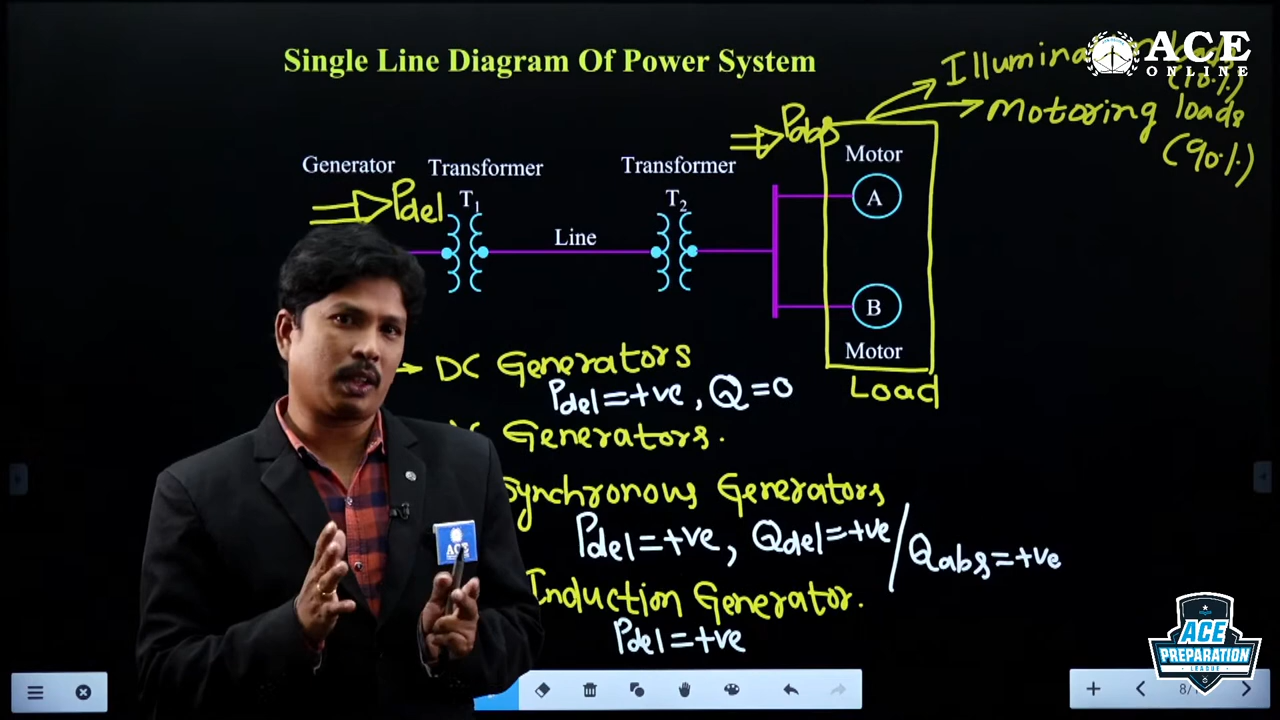 Single Line Diagram Of Power System
ACE
ONLINE
(10%)
Motoring loads
(90%)
Pabs
Generator
Transformer
Transformer
Motor
Pdel
T1
T2
A
Line
B
Motor
Load
→ DC Generators
Pdel=+ve, Q=0
Generators.
Synchronous Generators
Pdel=+ve, Qdel=+ve/Qabs=+ve
Induction Generator.
Pdel=+ve
ACE
ACE
PREPARATION
LEAGUE